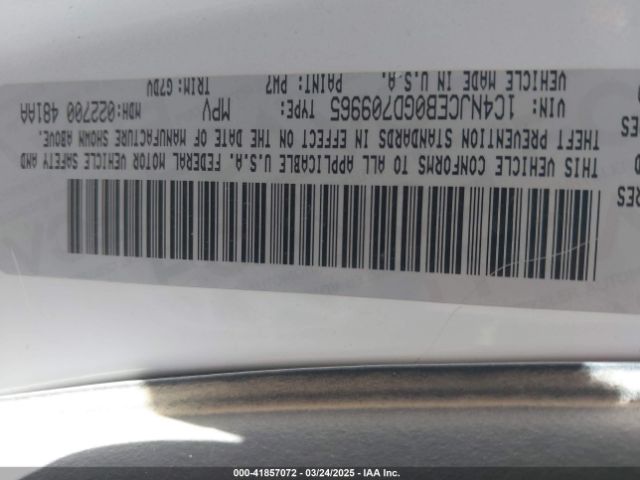 THIS VEHICLE CONFORMS TO ALL APPLICABLE U.S.A. FEDERAL MOTOR VEHICLE SAFETY AND
THEFT PREVENTION STANDARDS IN EFFECT ON THE DATE OF MANUFACTURE SHOWN ABOVE.
VIN: 1C4NJCEB0GD709965 TYPE: MPV MDH:022700 481AA
VEHICLE MADE IN U.S.A. PAINT: PW7 TRIM: G7DV
RES
D
000-41857072 / 03/24/2025 - IAA Inc.